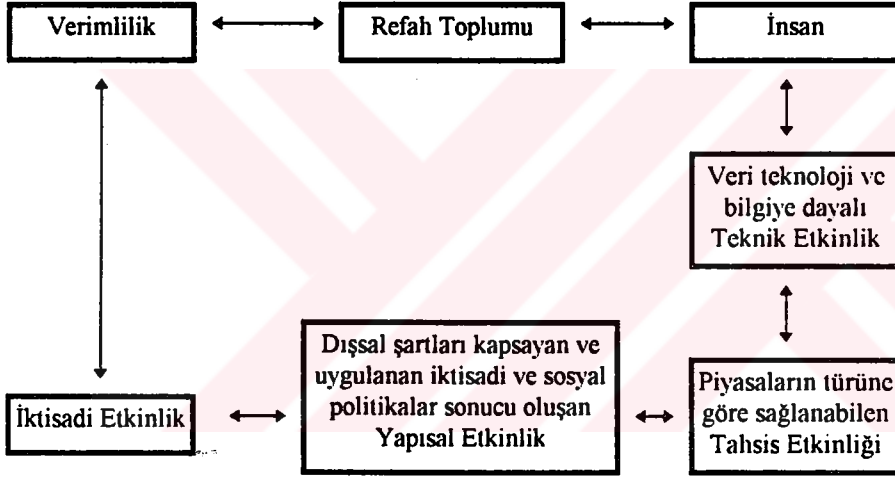 Verimlilik
Refah Toplumu
İnsan
Veri teknoloji ve
bilgiye dayalı
Teknik Etkinlik
Dışsal şartları kapsayan ve
uygulanan iktisadi ve sosyal
politikalar sonucu oluşan
Yapısal Etkinlik
İktisadi Etkinlik
Piyasaların türüne
göre sağlanabilen
Tahsis Etkinliği